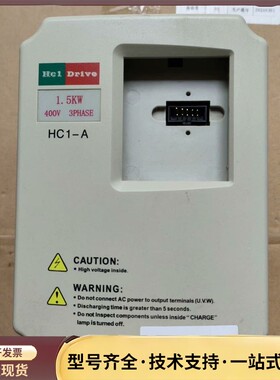 Hc1 Drive
1.5KW
400V 3PHASE
HC1-A
CAUTION:
• High voltage inside.
WARNING:
• Do not connect AC power to output terminals (U.V.W).
• Discharging time is greater than 5 seconds.
• Do not inspect components unless inside "CHARGE"
lamp is turned off.
开发票
现货
型号齐全·技术支持·一站式